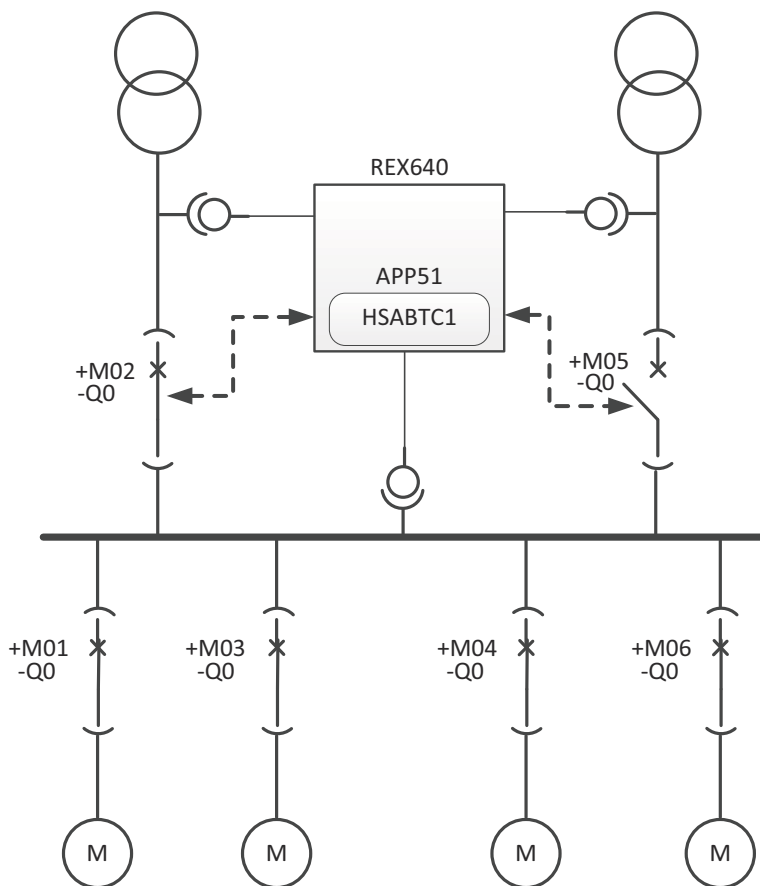 REX640
APP51
HSABTC1
+M02
-Q0
+M05
-Q0
+M01
-Q0
+M03
-Q0
+M04
-Q0
+M06
-Q0
M
M
M
M